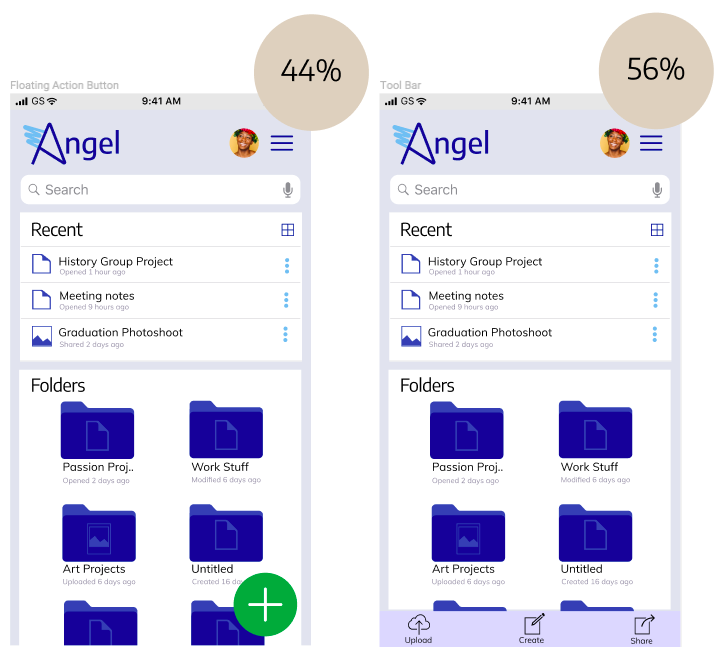 44%
56%
Floating Action Button
GS 9:41 AM
Angel
Search
Recent
History Group Project
Opened 1 hour ago
Meeting notes
Opened 9 hours ago
Graduation Photoshoot
Shared 2 days ago
Folders
Passion Proj.. Work Stuff
Opened 2 days ago Modified 6 days ago
Art Projects Untitled
Uploaded 6 days ago Created 16 da
Tool Bar
GS 9:41 AM
Angel
Search
Recent
History Group Project
Opened 1 hour ago
Meeting notes
Opened 9 hours ago
Graduation Photoshoot
Shared 2 days ago
Folders
Passion Proj.. Work Stuff
Opened 2 days ago Modified 6 days ago
Art Projects Untitled
Uploaded 6 days ago Created 16 days ago
Upload Create Share